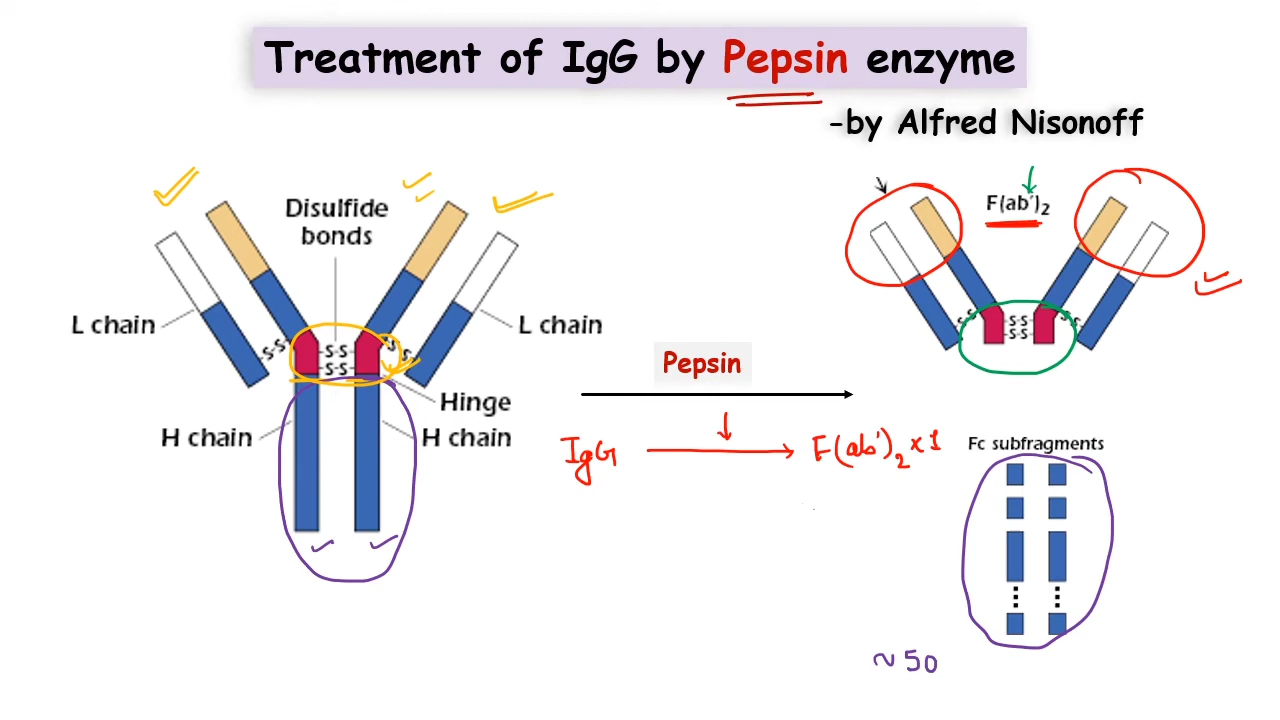 Treatment of IgG by Pepsin enzyme
-by Alfred Nisonoff
Disulfide
bonds
F(ab')2
L chain
L chain
S-S
S-S
S-S
S-S
S-S
S-S
S-S
S-S
Pepsin
Hinge
H chain
H chain
IgG
F(ab')2 x 1
Fc subfragments
~50